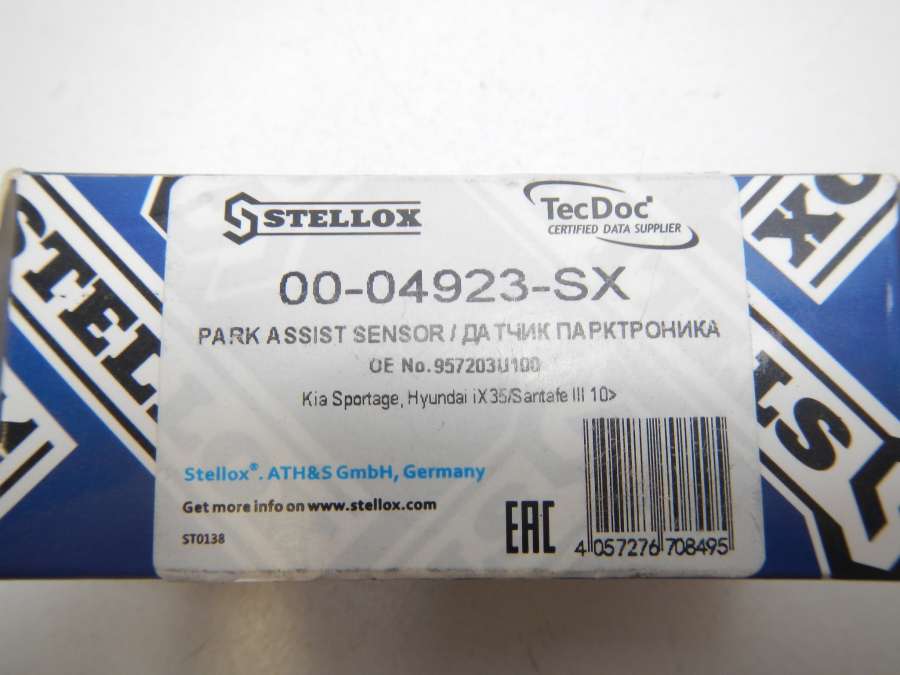 STELLOX
TecDoc
CERTIFIED DATA SUPPLIER
00-04923-SX
PARK ASSIST SENSOR / ДАТЧИК ПАРКТРОНИКА
OE No.957203U100
Kia Sportage, Hyundai iX35/Santafe III 10>
Stellox®. ATH&S GmbH, Germany
Get more info on www.stellox.com
ST0138
EAC
4 057276 708495